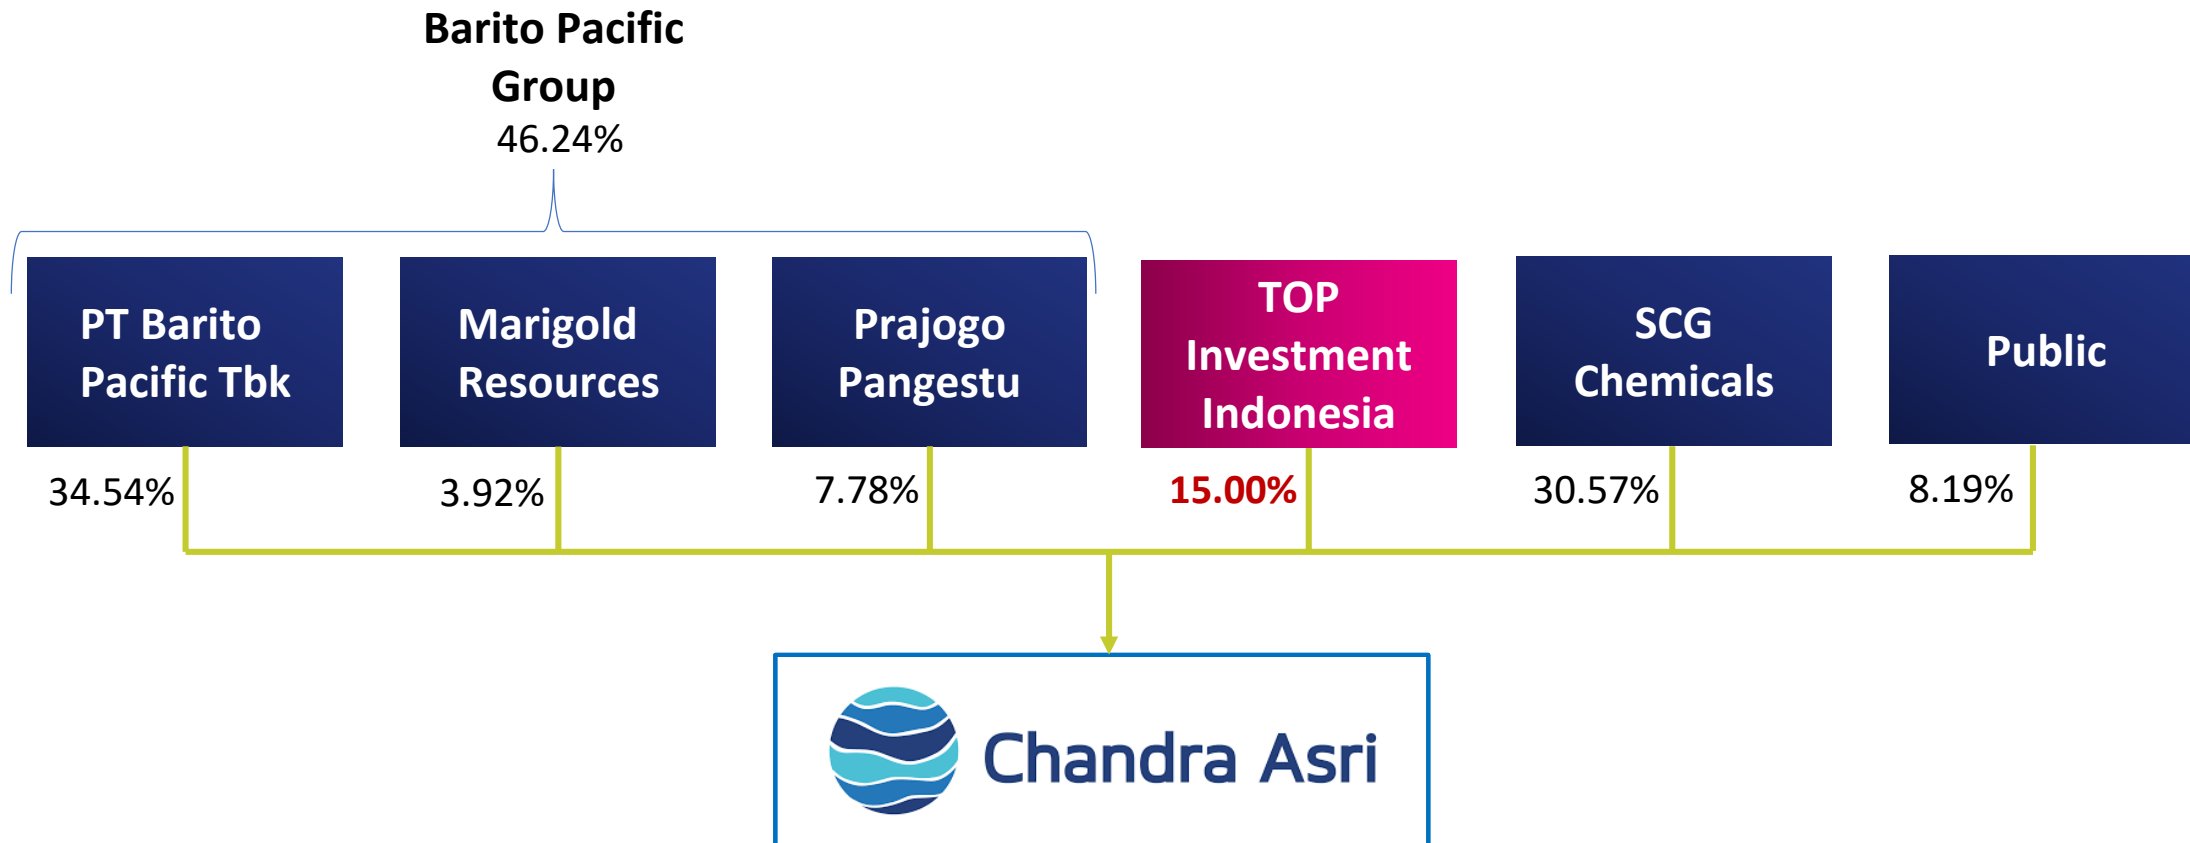 Barito Pacific
Group
46.24%
PT Barito
Pacific Tbk
Marigold
Resources
Prajogo
Pangestu
TOP
Investment
Indonesia
SCG
Chemicals
Public
34.54%
3.92%
7.78%
15.00%
30.57%
8.19%
Chandra Asri